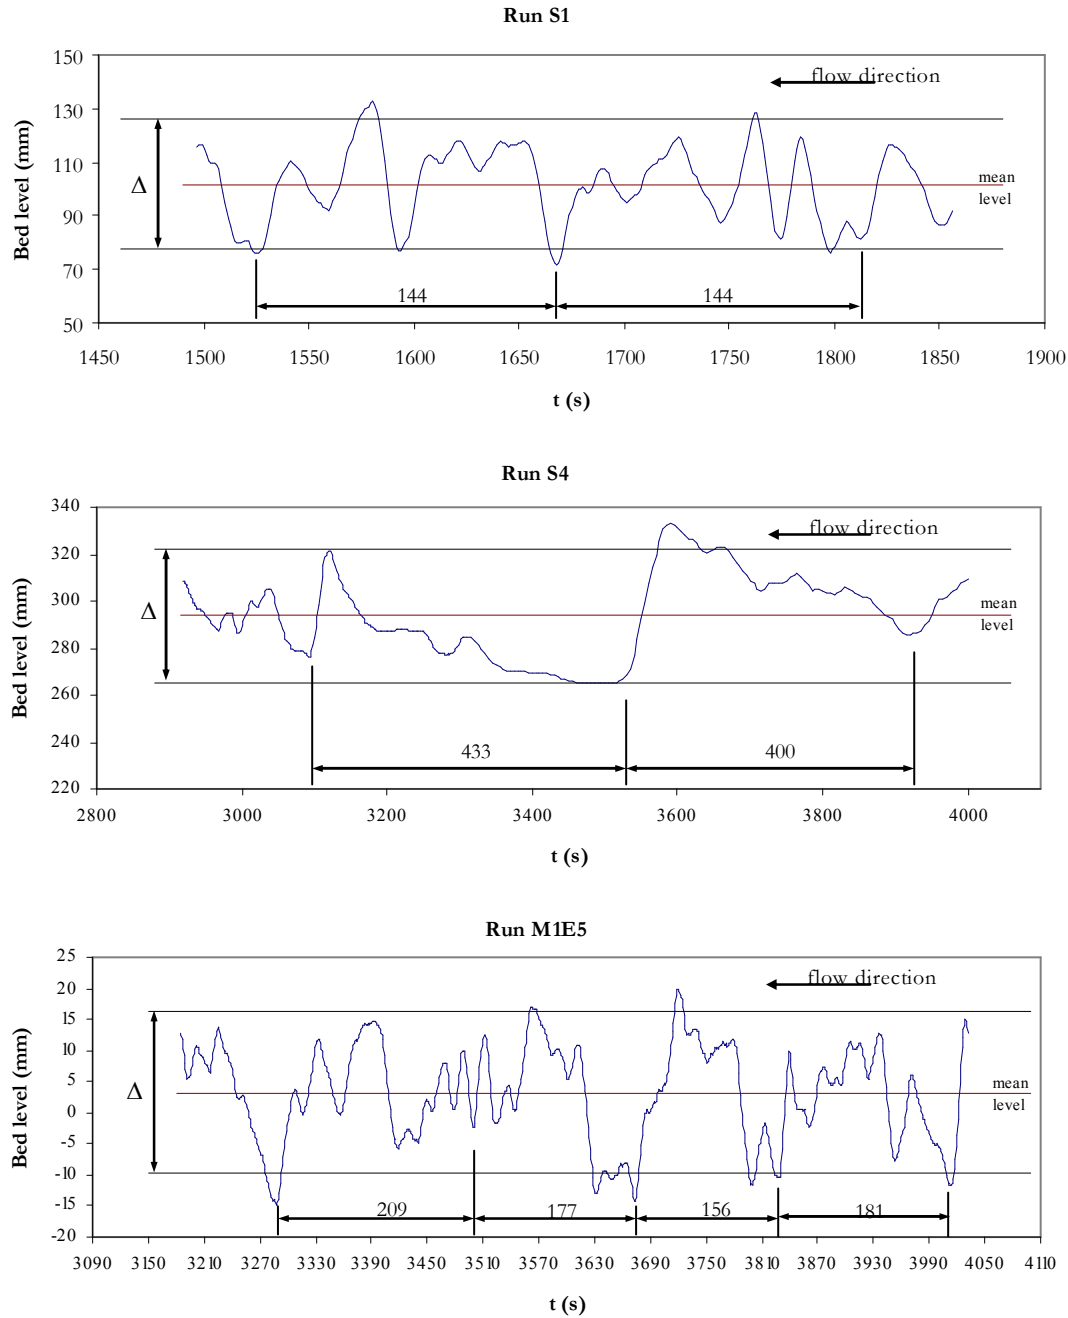 Run S1
150
130
110
90
70
50
Bed level (mm)
flow direction
Δ
mean
level
144 144
1450 1500 1550 1600 1650 1700 1750 1800 1850 1900
t (s)
Run S4
340
320
300
280
260
240
220
Bed level (mm)
flow direction
Δ
mean
level
433 400
2800 3000 3200 3400 3600 3800 4000
t (s)
Run M1E5
25
20
15
10
5
0
-5
-10
-15
-20
Bed level (mm)
flow direction
Δ
mean
level
209 177 156 181
3090 3150 3210 3270 3330 3390 3450 3510 3570 3630 3690 3750 3810 3870 3930 3990 4050 4110
t (s)